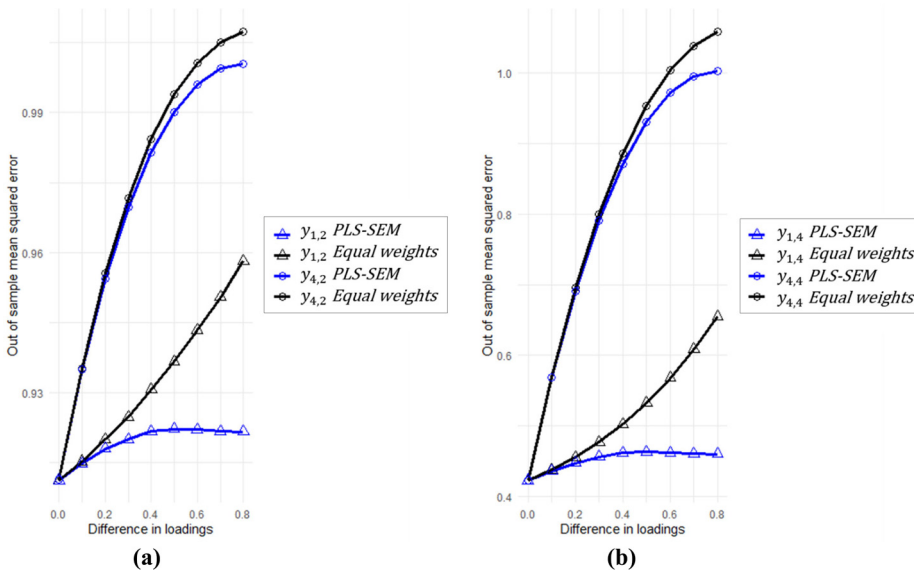 Out of sample mean squared error
0.99
0.96
0.93
0.0 0.2 0.4 0.6 0.8
Difference in loadings
(a)
y1,2 PLS-SEM
y1,2 Equal weights
y4,2 PLS-SEM
y4,2 Equal weights
Out of sample mean squared error
1.0
0.8
0.6
0.4
0.0 0.2 0.4 0.6 0.8
Difference in loadings
(b)
y1,4 PLS-SEM
y1,4 Equal weights
y4,4 PLS-SEM
y4,4 Equal weights